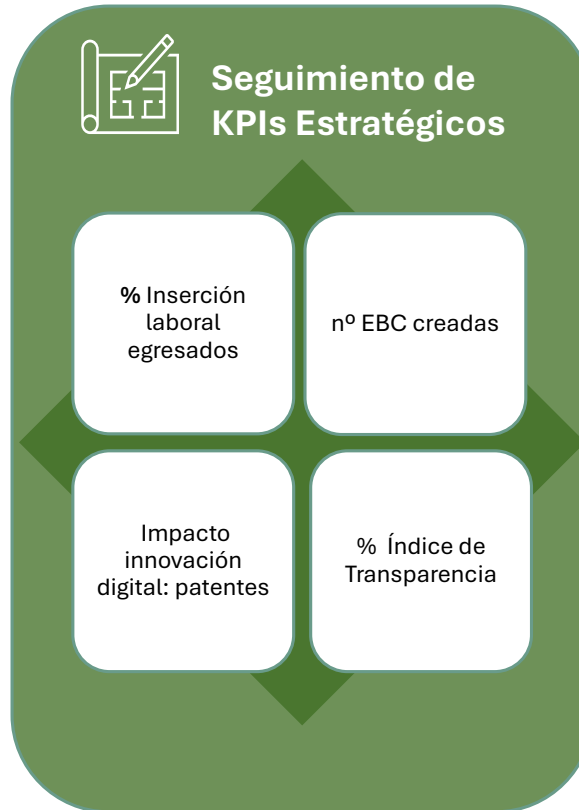 Seguimiento de
KPIs Estratégicos
% Inserción
laboral
egresados
nº EBC creadas
Impacto
innovación
digital: patentes
% Índice de
Transparencia